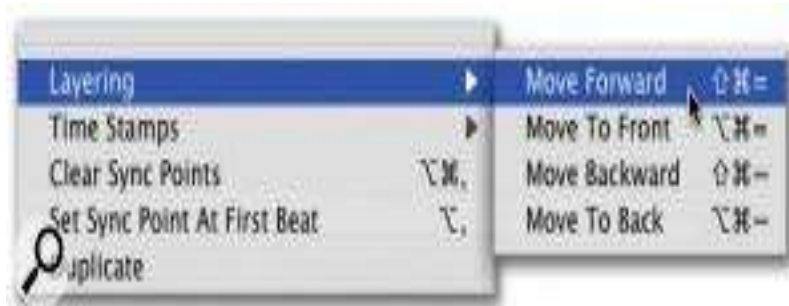 Layering
Time Stamps
Clear Sync Points ⌥⌘,
Set Sync Point At First Beat ⌥,
uplicate
Move Forward ⇧⌘=
Move To Front ⌥⌘=
Move Backward ⇧⌘-
Move To Back ⌥⌘-